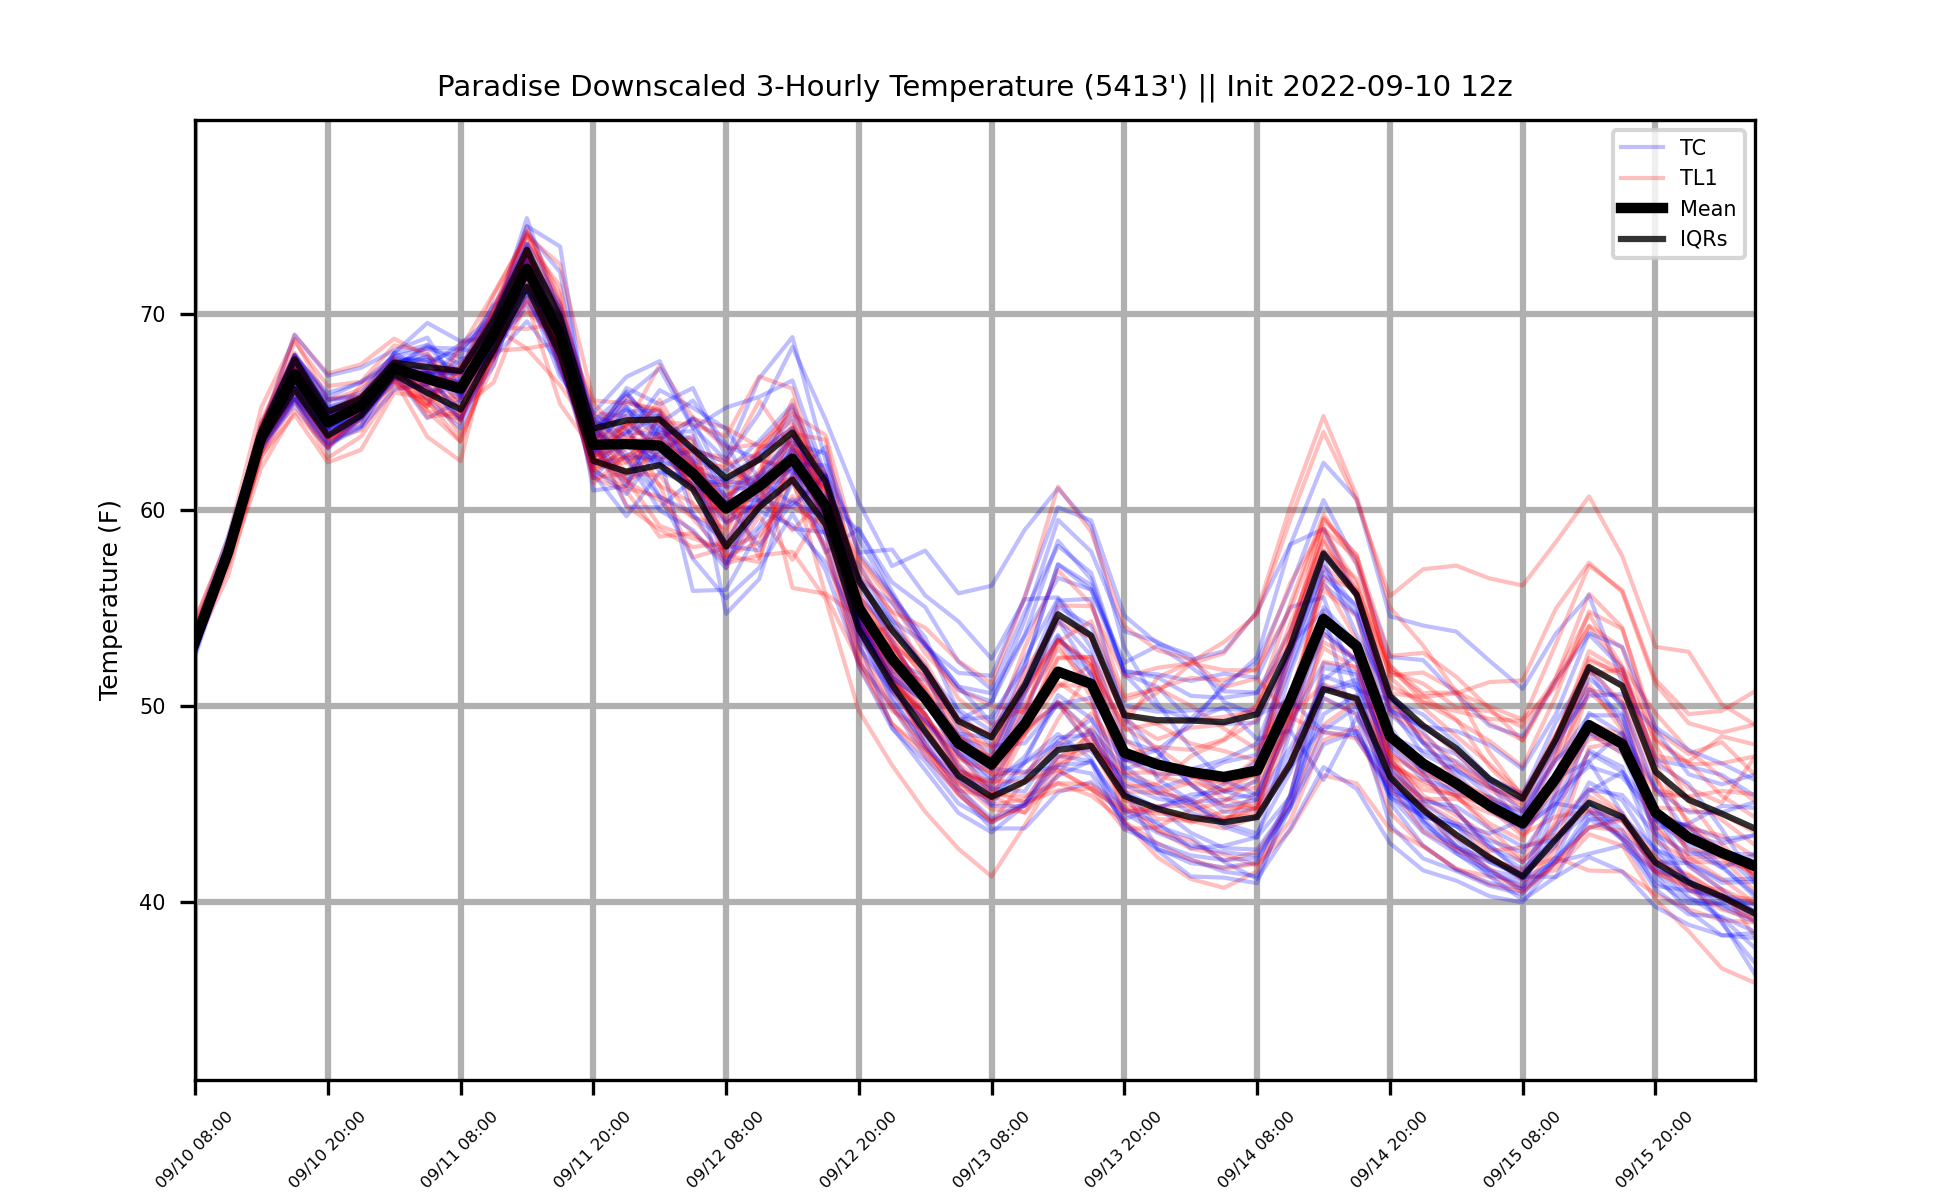 Paradise Downscaled 3-Hourly Temperature (5413') || Init 2022-09-10 12z
TC
TL1
Mean
IQRs
Temperature (F)
70
60
50
40
09/10 08:00
09/10 20:00
09/11 08:00
09/11 20:00
09/12 08:00
09/12 20:00
09/13 08:00
09/13 20:00
09/14 08:00
09/14 20:00
09/15 08:00
09/15 20:00